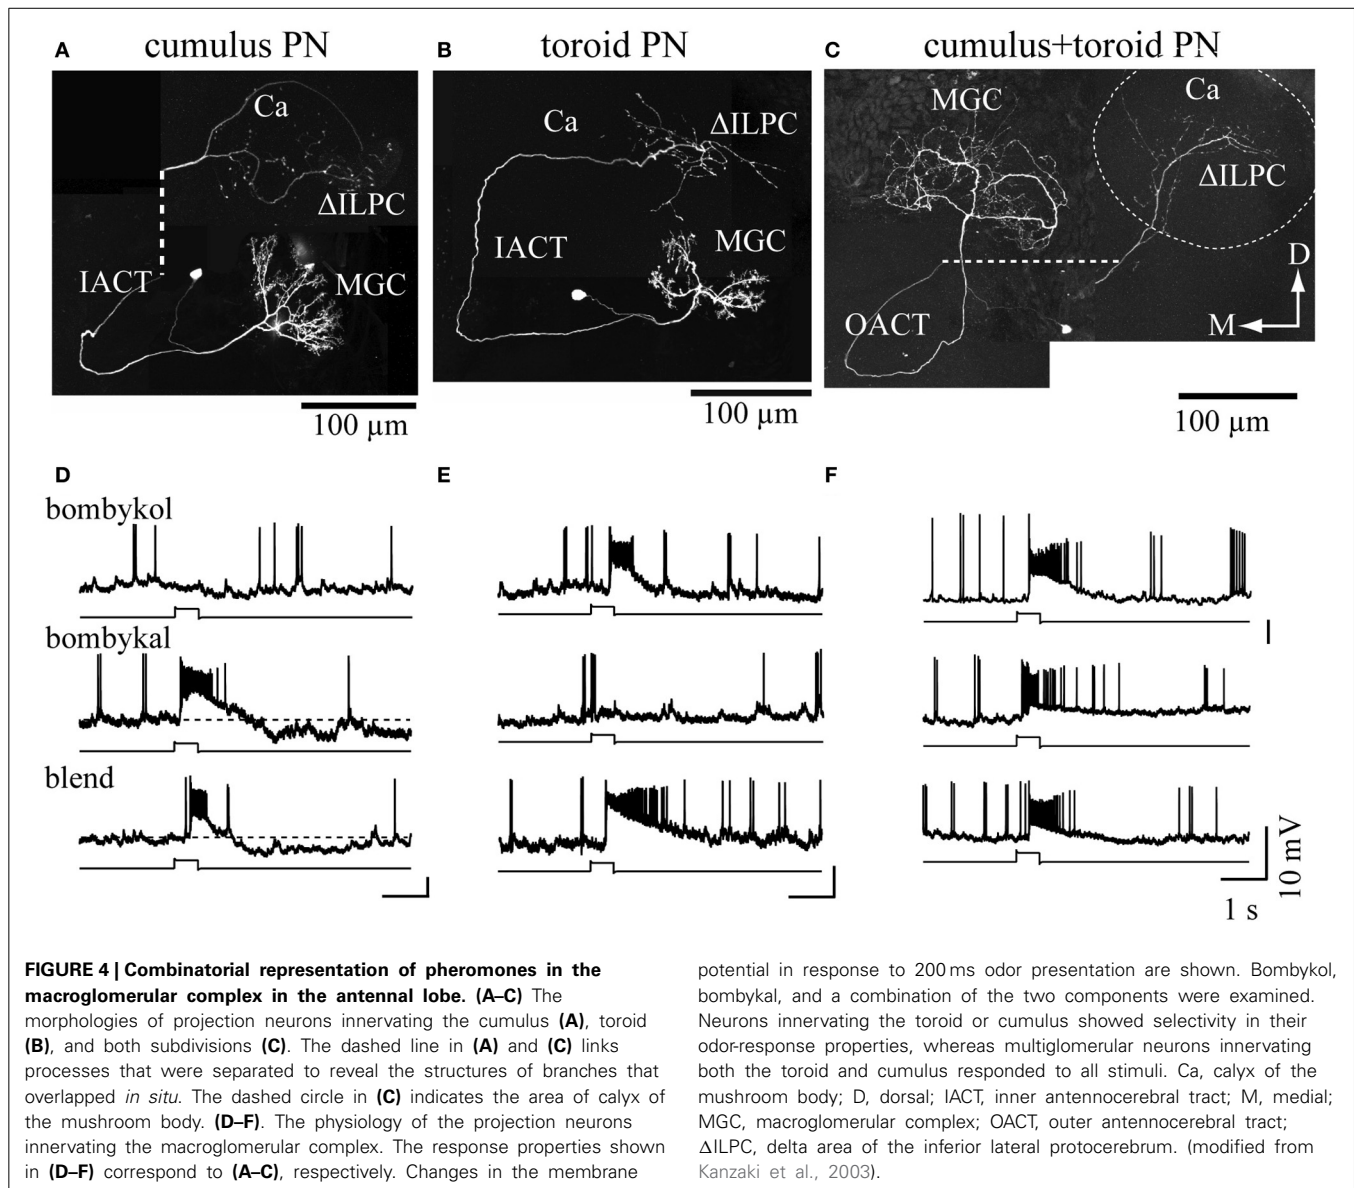 A
cumulus PN
B
toroid PN
C
cumulus+toroid PN
Ca
ΔILPC
IACT
MGC
100 µm
Ca
ΔILPC
IACT
MGC
100 µm
MGC
Ca
ΔILPC
OACT
D
M
100 µm
D
E
F
bombykol
bombykal
blend
10 mV
1 s
FIGURE 4 | Combinatorial representation of pheromones in the
macroglomerular complex in the antennal lobe. (A–C) The
morphologies of projection neurons innervating the cumulus (A), toroid
(B), and both subdivisions (C). The dashed line in (A) and (C) links
processes that were separated to reveal the structures of branches that
overlapped in situ. The dashed circle in (C) indicates the area of calyx of
the mushroom body. (D–F). The physiology of the projection neurons
innervating the macroglomerular complex. The response properties shown
in (D–F) correspond to (A–C), respectively. Changes in the membrane
potential in response to 200 ms odor presentation are shown. Bombykol,
bombykal, and a combination of the two components were examined.
Neurons innervating the toroid or cumulus showed selectivity in their
odor-response properties, whereas multiglomerular neurons innervating
both the toroid and cumulus responded to all stimuli. Ca, calyx of the
mushroom body; D, dorsal; IACT, inner antennocerebral tract; M, medial;
MGC, macroglomerular complex; OACT, outer antennocerebral tract;
ΔILPC, delta area of the inferior lateral protocerebrum. (modified from
Kanzaki et al., 2003).